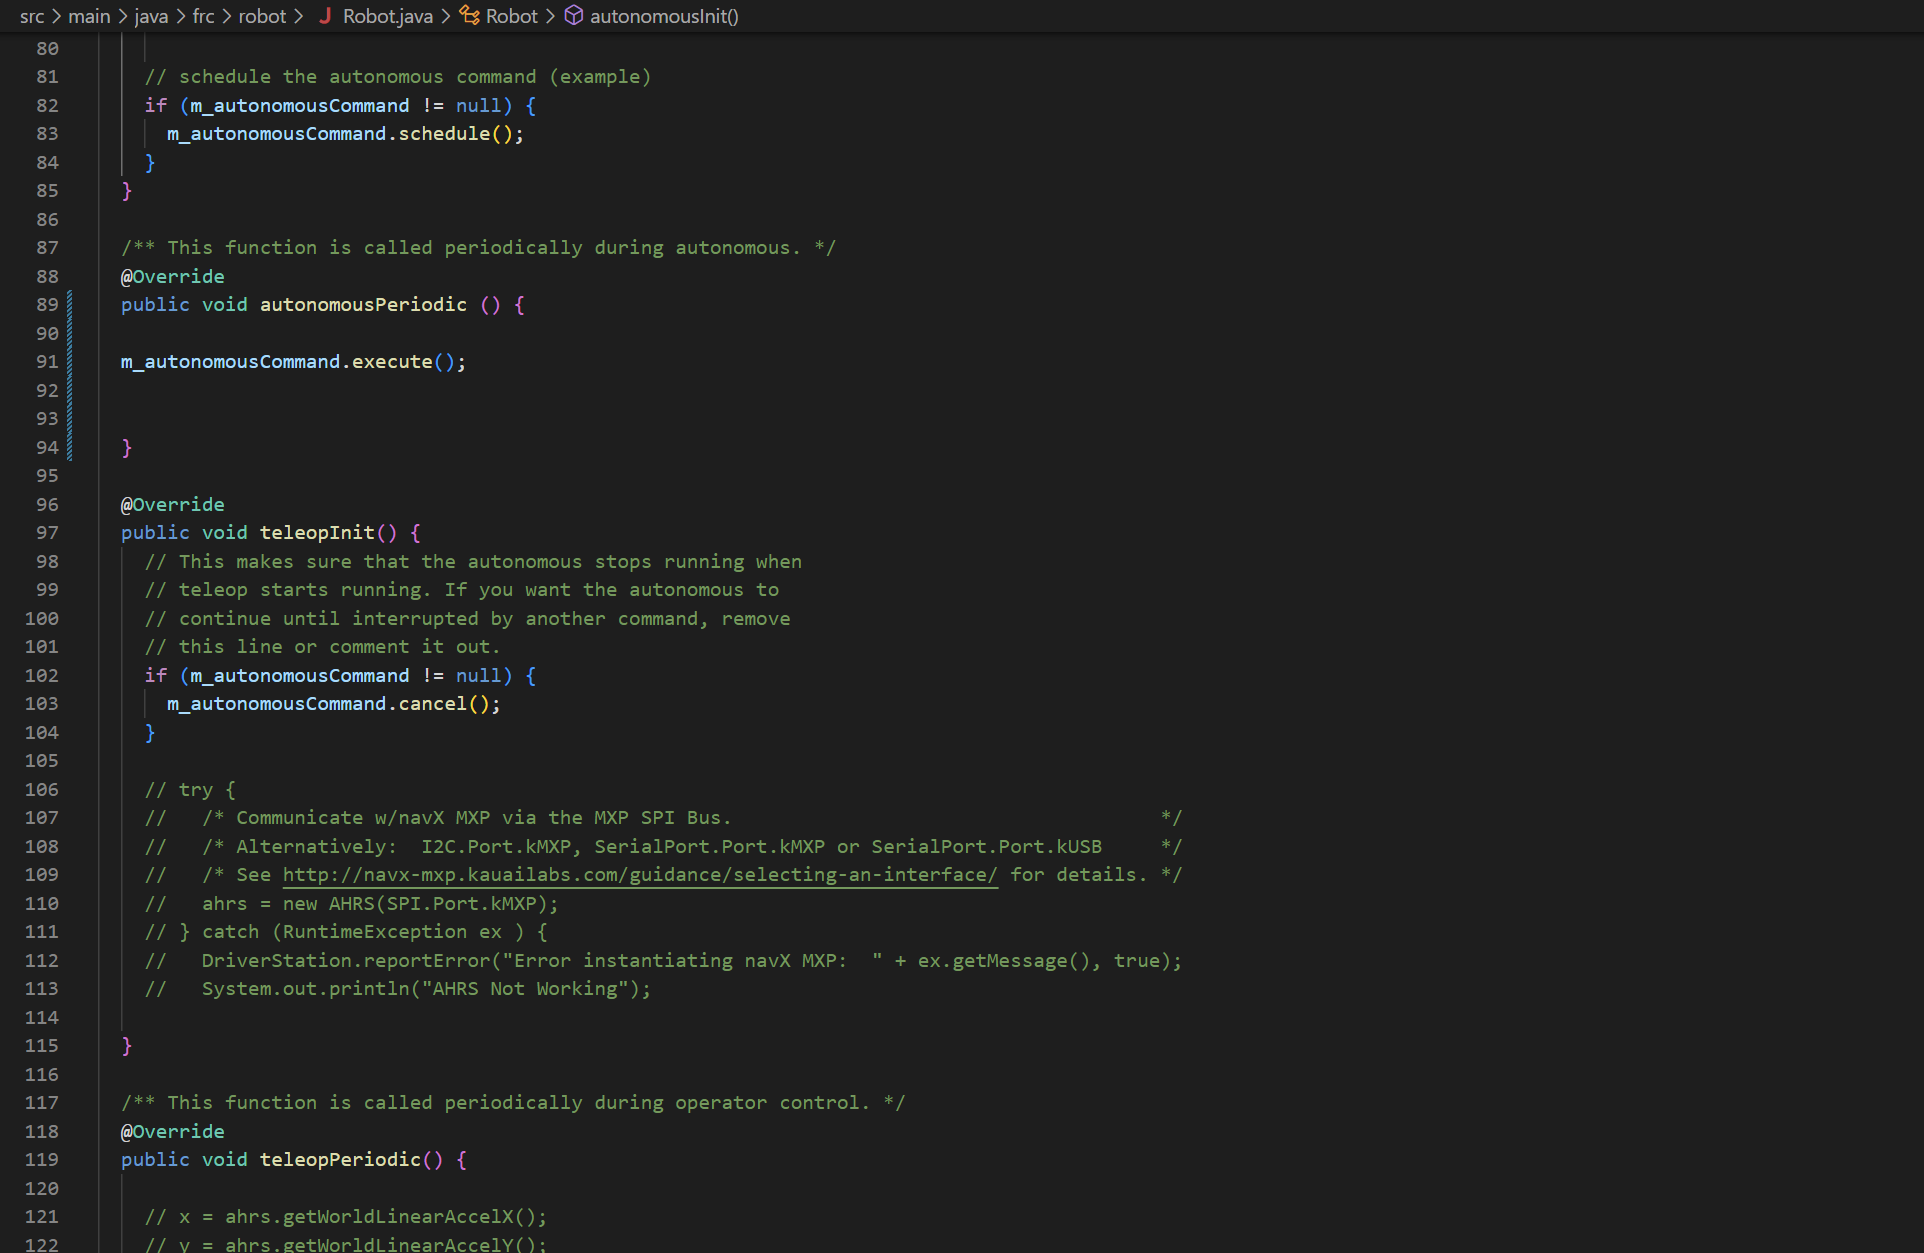 src > main > java > frc > robot > J Robot.java > Robot > autonomousInit()
80
81 // schedule the autonomous command (example)
82 if (m_autonomousCommand != null) {
83 m_autonomousCommand.schedule();
84 }
85 }
86
87 /** This function is called periodically during autonomous. */
88 @Override
89 public void autonomousPeriodic () {
90
91 m_autonomousCommand.execute();
92
93
94 }
95
96 @Override
97 public void teleopInit() {
98 // This makes sure that the autonomous stops running when
99 // teleop starts running. If you want the autonomous to
100 // continue until interrupted by another command, remove
101 // this line or comment it out.
102 if (m_autonomousCommand != null) {
103 m_autonomousCommand.cancel();
104 }
105
106 // try {
107 // /* Communicate w/navX MXP via the MXP SPI Bus. */
108 // /* Alternatively: I2C.Port.kMXP, SerialPort.Port.kMXP or SerialPort.Port.kUSB */
109 // /* See http://navx-mxp.kauailabs.com/guidance/selecting-an-interface/ for details. */
110 // ahrs = new AHRS(SPI.Port.kMXP);
111 // } catch (RuntimeException ex ) {
112 // DriverStation.reportError("Error instantiating navX MXP: " + ex.getMessage(), true);
113 // System.out.println("AHRS Not Working");
114
115 }
116
117 /** This function is called periodically during operator control. */
118 @Override
119 public void teleopPeriodic() {
120
121 // x = ahrs.getWorldLinearAccelX();
122 // y = ahrs.getWorldLinearAccelY();